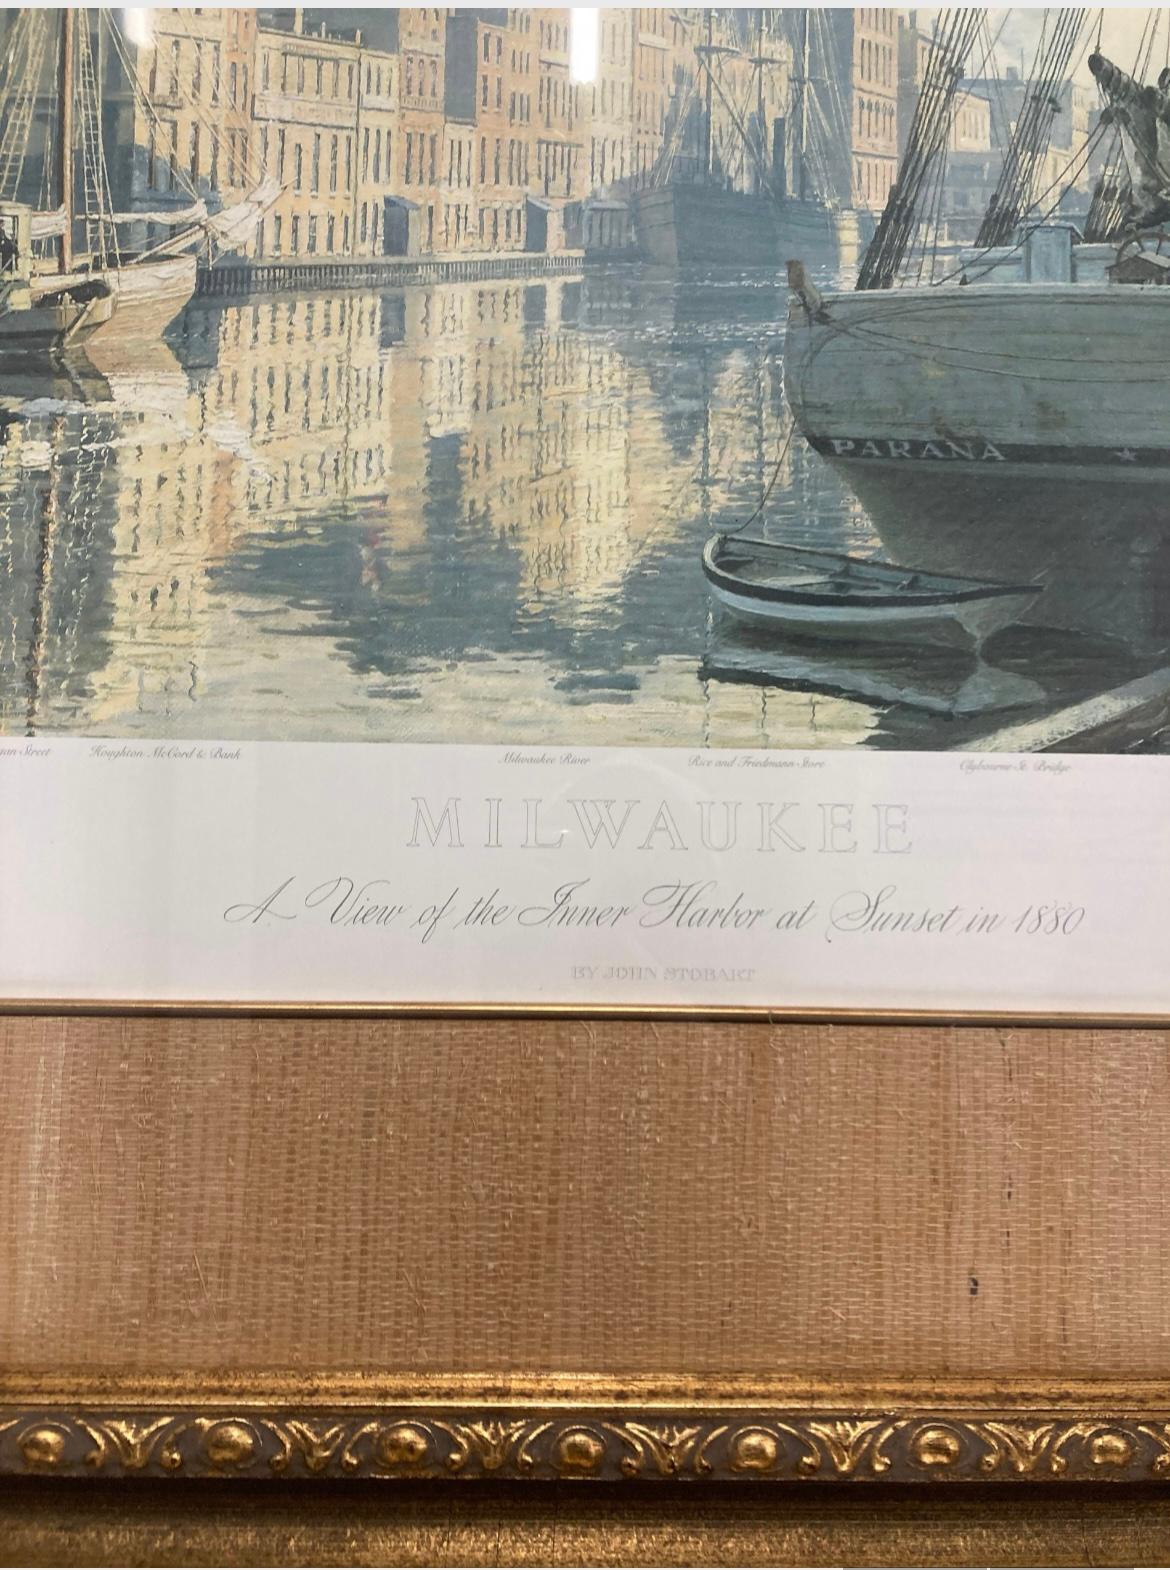 PARANA
Street
Houghton McCord & Bank
Milwaukee River
Rice and Friedmann Store
Clybourne St. Bridge
MILWAUKEE
A View of the Inner Harbor at Sunset in 1880
BY JOHN STOBART